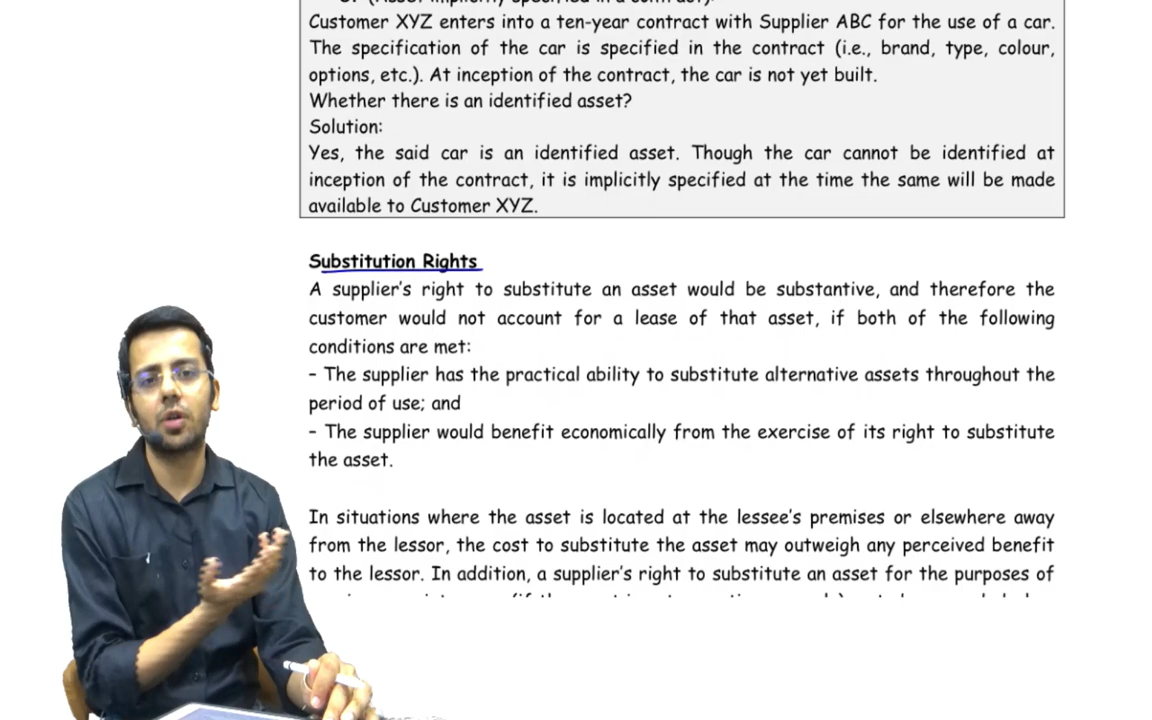 Customer XYZ enters into a ten-year contract with Supplier ABC for the use of a car.
The specification of the car is specified in the contract (i.e., brand, type, colour,
options, etc.). At inception of the contract, the car is not yet built.
Whether there is an identified asset?
Solution:
Yes, the said car is an identified asset. Though the car cannot be identified at
inception of the contract, it is implicitly specified at the time the same will be made
available to Customer XYZ.
Substitution Rights
A supplier's right to substitute an asset would be substantive, and therefore the
customer would not account for a lease of that asset, if both of the following
conditions are met:
- The supplier has the practical ability to substitute alternative assets throughout the
period of use; and
- The supplier would benefit economically from the exercise of its right to substitute
the asset.
In situations where the asset is located at the lessee's premises or elsewhere away
from the lessor, the cost to substitute the asset may outweigh any perceived benefit
to the lessor. In addition, a supplier's right to substitute an asset for the purposes of